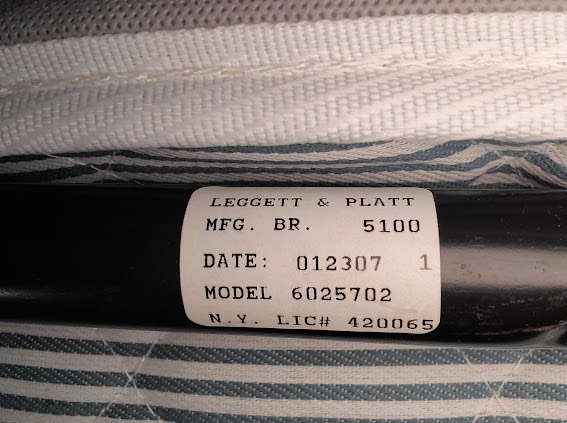 LEGGETT & PLATT
MFG. BR. 5100
DATE: 012307 1
MODEL 6025702
N.Y. LIC# 420065